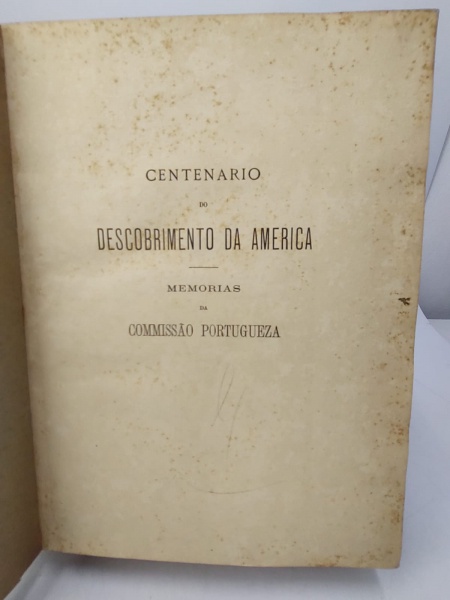 CENTENARIO
DO
DESCOBRIMENTO DA AMERICA
MEMORIAS
DA
COMMISSÃO PORTUGUEZA